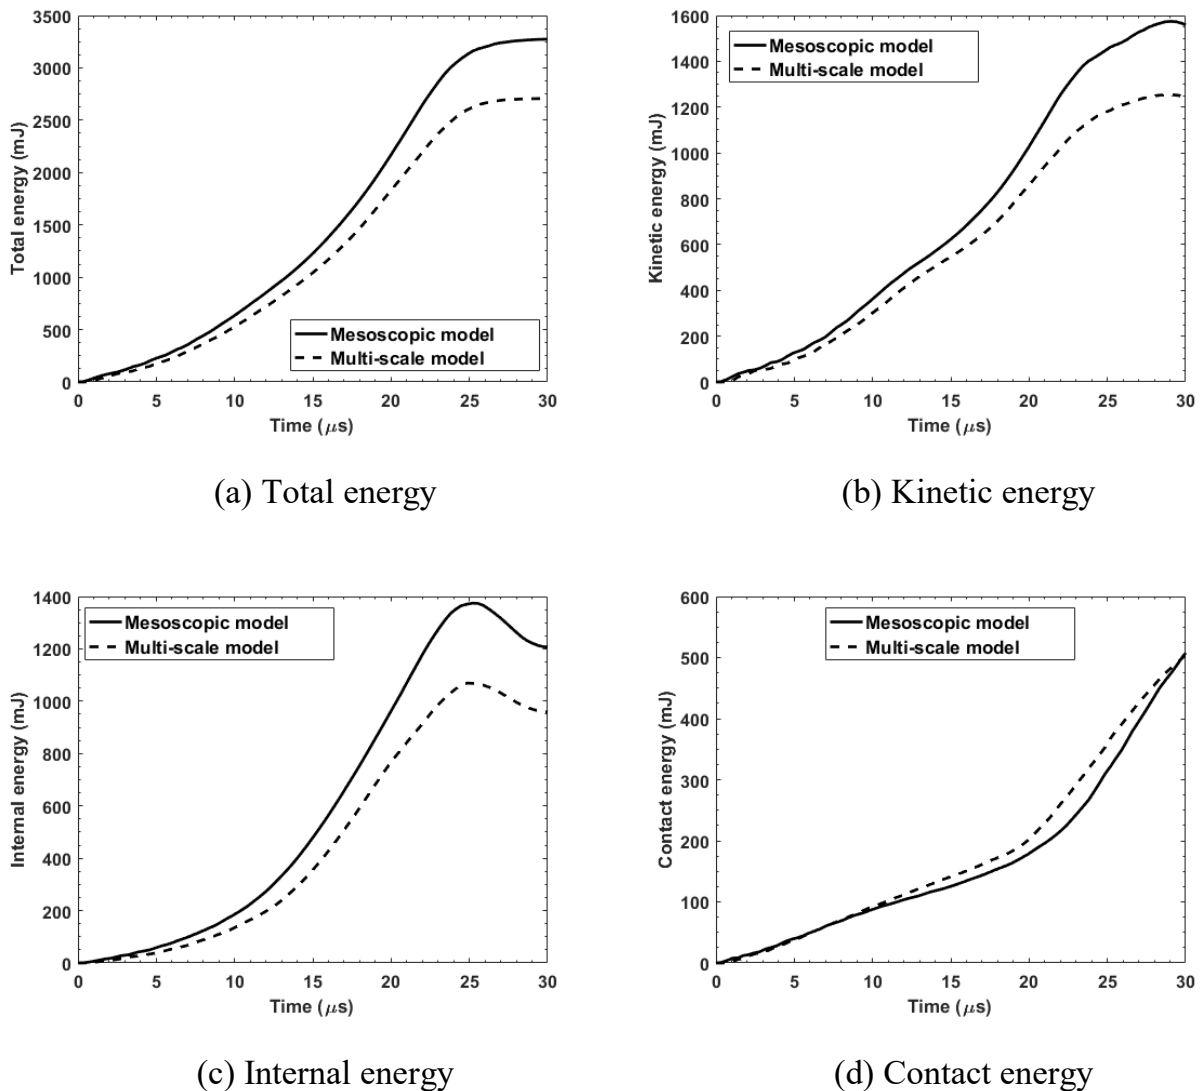 3500
3000
2500
2000
1500
1000
500
0
Total energy (mJ)
Mesoscopic model
Multi-scale model
0 5 10 15 20 25 30
Time (μs)
(a) Total energy
1600
1400
1200
1000
800
600
400
200
0
Kinetic energy (mJ)
Mesoscopic model
Multi-scale model
0 5 10 15 20 25 30
Time (μs)
(b) Kinetic energy
1400
1200
1000
800
600
400
200
0
Internal energy (mJ)
Mesoscopic model
Multi-scale model
0 5 10 15 20 25 30
Time (μs)
(c) Internal energy
600
500
400
300
200
100
0
Contact energy (mJ)
Mesoscopic model
Multi-scale model
0 5 10 15 20 25 30
Time (μs)
(d) Contact energy